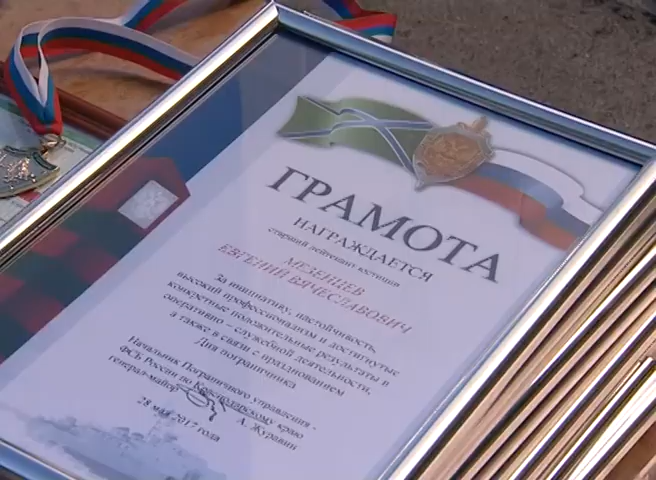 ГРАМОТА
НАГРАЖДАЕТСЯ
старший лейтенант юстиции
МЕЗЕНЦЕВ
ЕВГЕНИЙ ВЯЧЕСЛАВОВИЧ
За инициативу, настойчивость,
высокий профессионализм и достигнутые
конкретные положительные результаты в
оперативно – служебной деятельности,
а также в связи с празднованием
Дня пограничника
Начальник Пограничного управления -
ФСБ России по Краснодарскому краю
генерал-майор А. Журавин
28 мая 2017 года